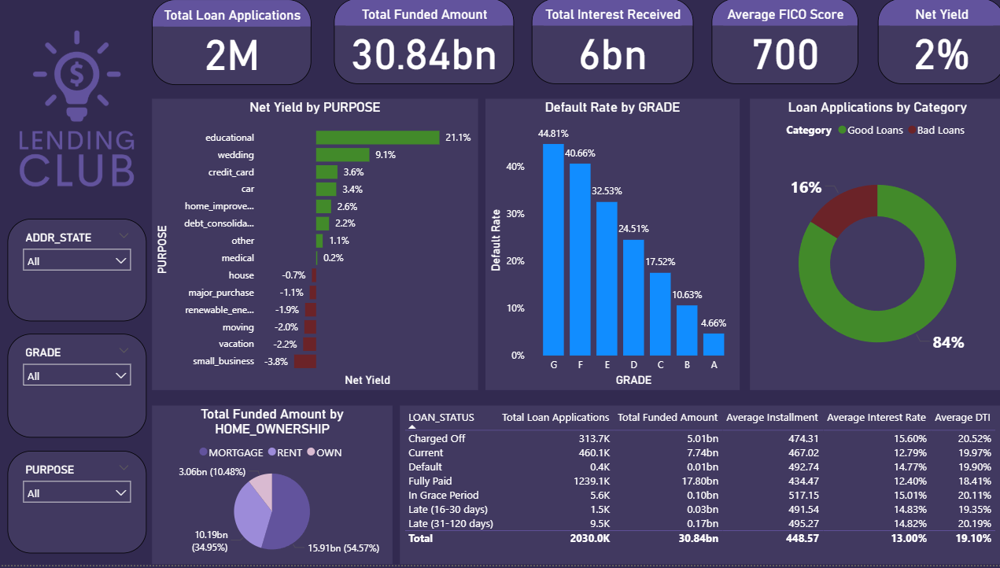 Total Loan Applications
2M
Total Funded Amount
30.84bn
Total Interest Received
6bn
Average FICO Score
700
Net Yield
2%
$
LENDING
CLUB
ADDR_STATE
All
GRADE
All
PURPOSE
All
Net Yield by PURPOSE
PURPOSE
educational 21.1%
wedding 9.1%
credit_card 3.6%
car 3.4%
home_improve... 2.6%
debt_consolida... 2.2%
other 1.1%
medical 0.2%
house -0.7%
major_purchase -1.1%
renewable_ene... -1.9%
moving -2.0%
vacation -2.2%
small_business -3.8%
Net Yield
Default Rate by GRADE
Default Rate
40%
30%
20%
10%
0%
44.81%
40.66%
32.53%
24.51%
17.52%
10.63%
4.66%
G F E D C B A
GRADE
Loan Applications by Category
Category Good Loans Bad Loans
16%
84%
Total Funded Amount by
HOME_OWNERSHIP
MORTGAGE RENT OWN
3.06bn (10.48%)
10.19bn
(34.95%)
15.91bn (54.57%)
LOAN_STATUS Total Loan Applications Total Funded Amount Average Installment Average Interest Rate Average DTI
Charged Off 313.7K 5.01bn 474.31 15.60% 20.52%
Current 460.1K 7.74bn 467.02 12.79% 19.97%
Default 0.4K 0.01bn 492.74 14.77% 19.90%
Fully Paid 1239.1K 17.80bn 434.47 12.40% 18.41%
In Grace Period 5.6K 0.10bn 517.15 15.01% 20.11%
Late (16-30 days) 1.5K 0.03bn 491.54 14.83% 19.35%
Late (31-120 days) 9.5K 0.17bn 495.27 14.82% 20.19%
Total 2030.0K 30.84bn 448.57 13.00% 19.10%